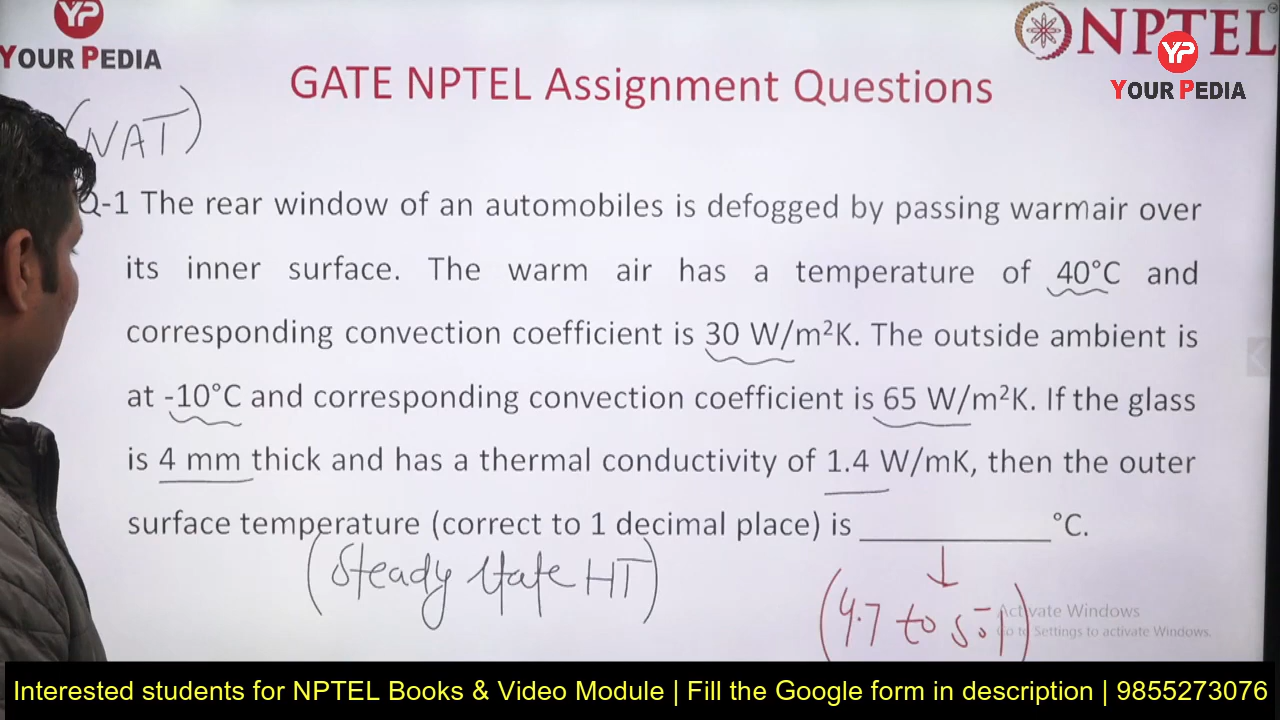 YP
YOUR PEDIA
NPTEL
YP
YOUR PEDIA
GATE NPTEL Assignment Questions
(NAT)
Q-1 The rear window of an automobiles is defogged by passing warmair over
its inner surface. The warm air has a temperature of 40°C and
corresponding convection coefficient is 30 W/m²K. The outside ambient is
at -10°C and corresponding convection coefficient is 65 W/m²K. If the glass
is 4 mm thick and has a thermal conductivity of 1.4 W/mK, then the outer
surface temperature (correct to 1 decimal place) is ____________ °C.
(Steady state HT)
(4.7 to 5.1)
Activate Windows
Go to Settings to activate Windows.
Interested students for NPTEL Books & Video Module | Fill the Google form in description | 9855273076